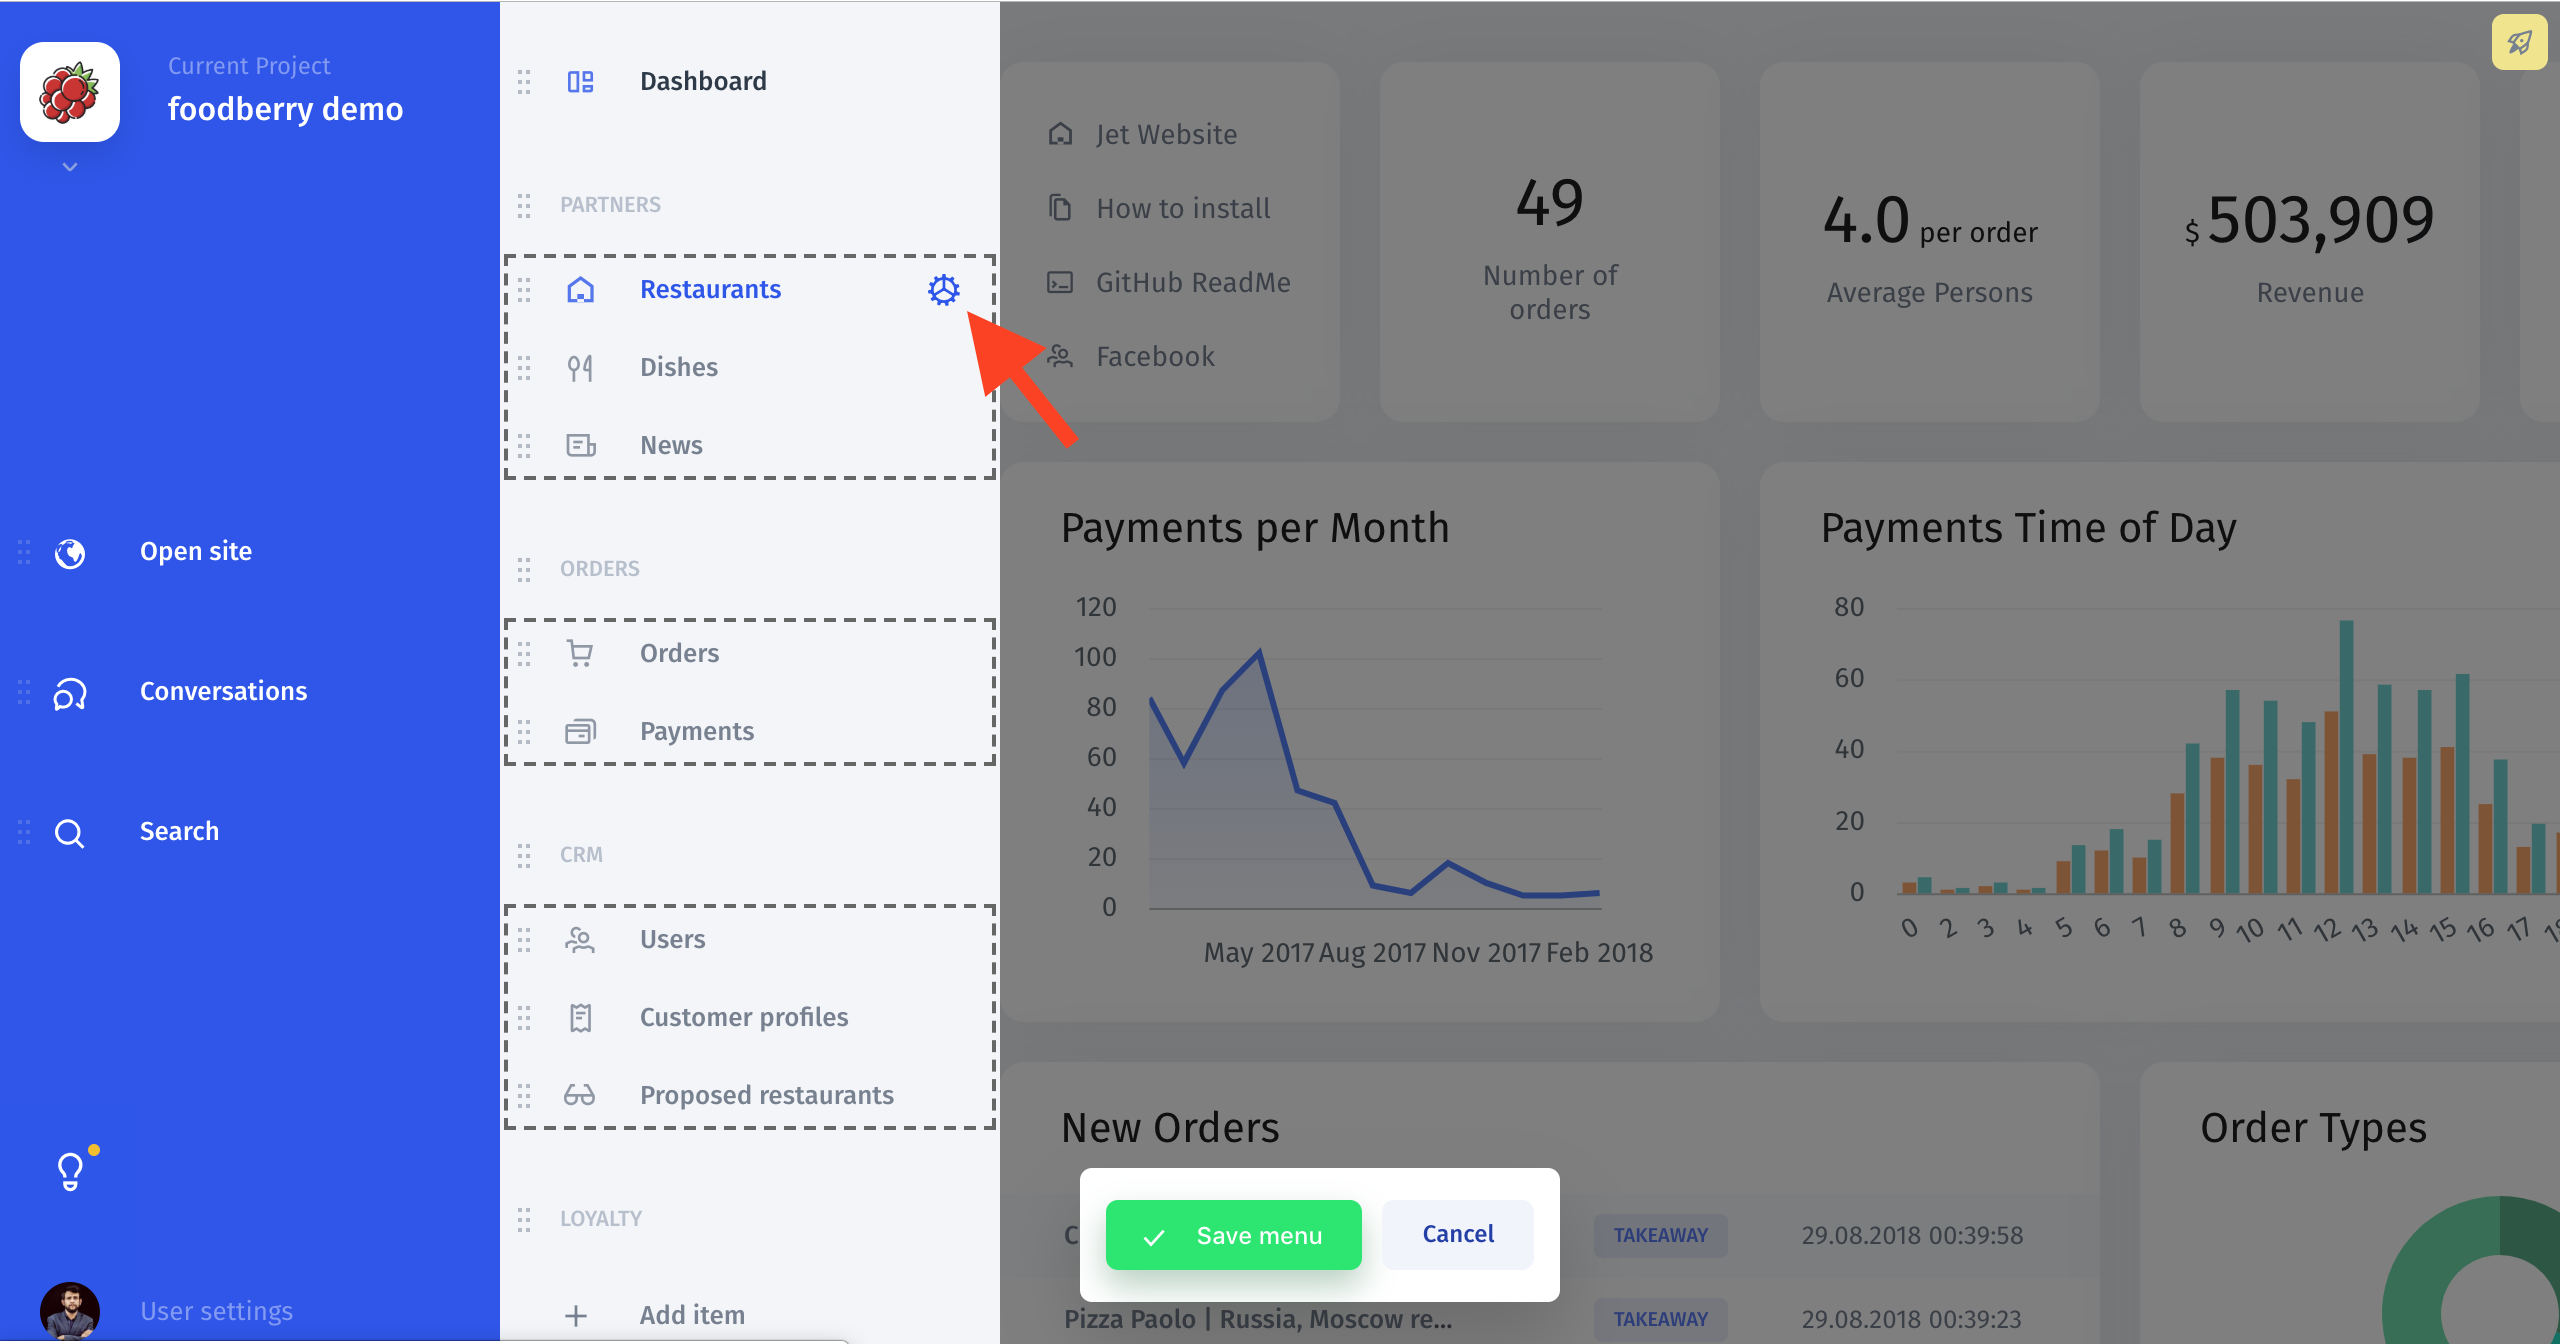 Current Project
foodberry demo
Open site
Conversations
Search
User settings
Dashboard
PARTNERS
Restaurants
Dishes
News
ORDERS
Orders
Payments
CRM
Users
Customer profiles
Proposed restaurants
LOYALTY
Add item
Jet Website
How to install
GitHub ReadMe
Facebook
49
Number of
orders
4.0 per order
Average Persons
$ 503,909
Revenue
Payments per Month
120
100
80
60
40
20
0
May 2017 Aug 2017 Nov 2017 Feb 2018
Payments Time of Day
80
60
40
20
0
0 2 3 4 5 6 7 8 9 10 11 12 13 14 15 16 17
New Orders
TAKEAWAY 29.08.2018 00:39:58
Pizza Paolo | Russia, Moscow re... TAKEAWAY 29.08.2018 00:39:23
Order Types
Save menu
Cancel